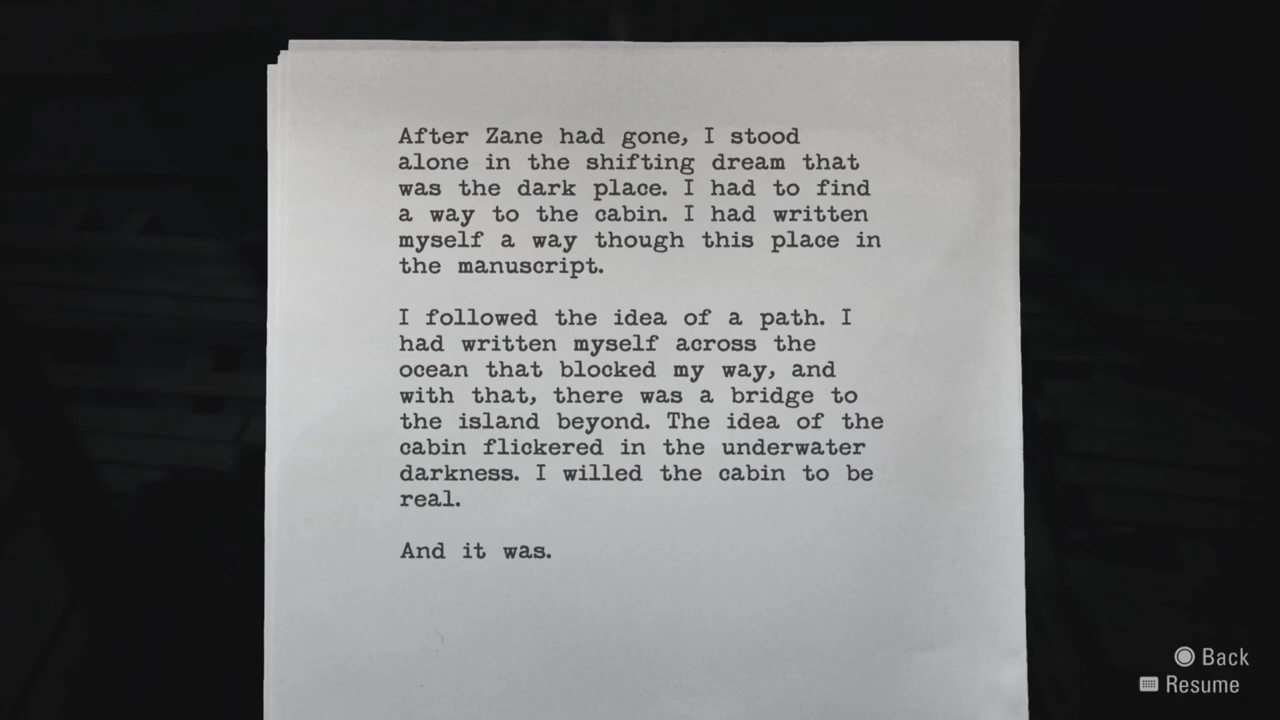 After Zane had gone, I stood
alone in the shifting dream that
was the dark place. I had to find
a way to the cabin. I had written
myself a way though this place in
the manuscript.
I followed the idea of a path. I
had written myself across the
ocean that blocked my way, and
with that, there was a bridge to
the island beyond. The idea of the
cabin flickered in the underwater
darkness. I willed the cabin to be
real.
And it was.
Back
Resume